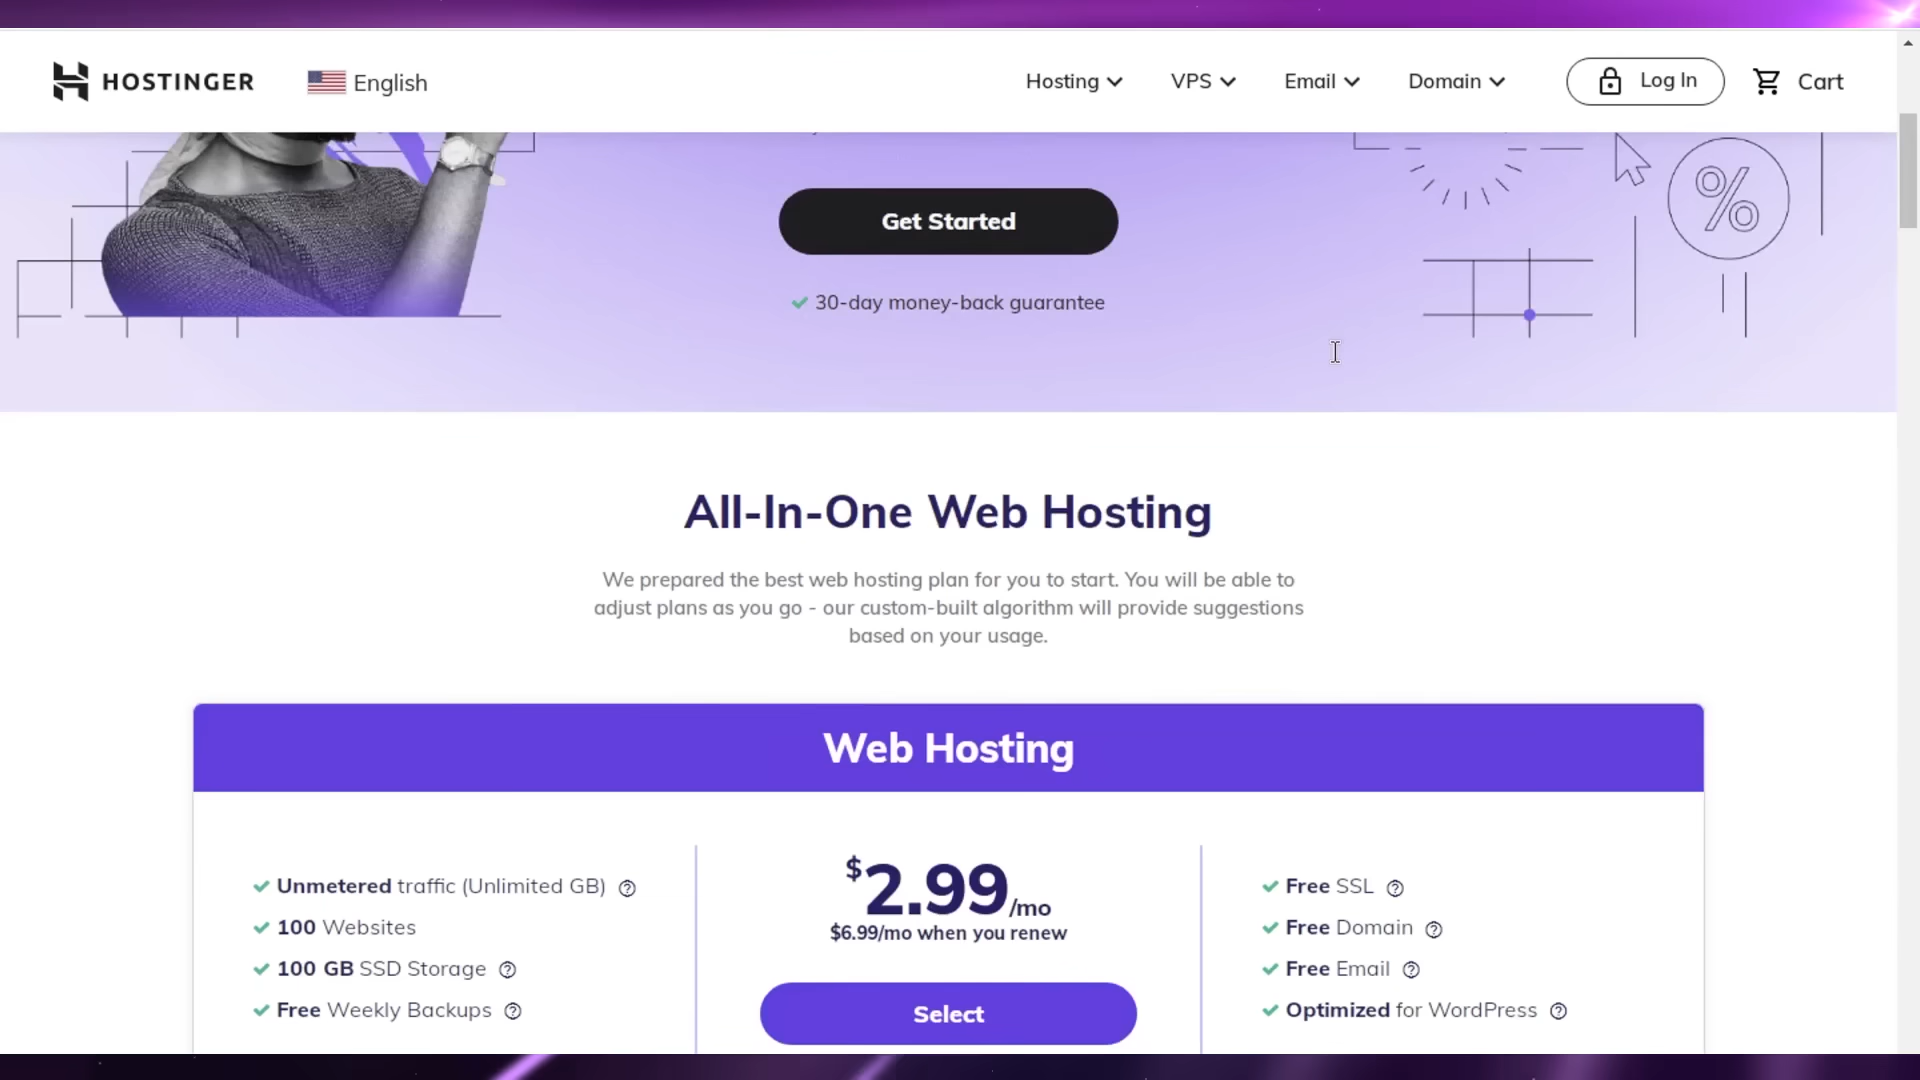 HOSTINGER
English
Hosting
VPS
Email
Domain
Log In
Cart
%
Get Started
30-day money-back guarantee
All-In-One Web Hosting
We prepared the best web hosting plan for you to start. You will be able to
adjust plans as you go - our custom-built algorithm will provide suggestions
based on your usage.
Web Hosting
Unmetered traffic (Unlimited GB)
100 Websites
100 GB SSD Storage
Free Weekly Backups
$2.99/mo
$6.99/mo when you renew
Select
Free SSL
Free Domain
Free Email
Optimized for WordPress